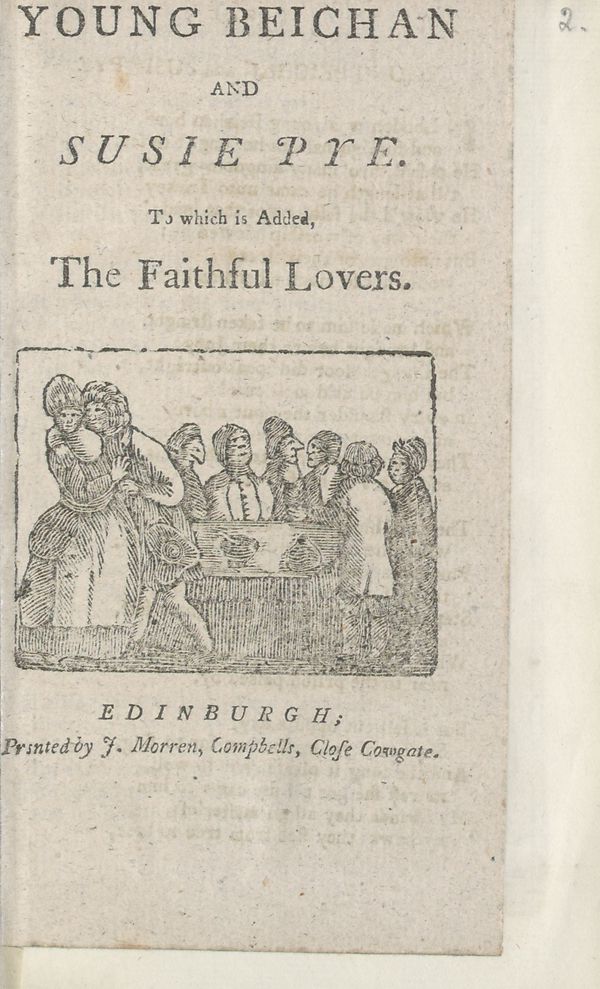 YOUNG BEICHAN
AND
SUSIE PYE.
To which is Added,
The Faithful Lovers.
EDINBURGH;
Prsnted by J. Morren, Compbells, Cloſe Cowgate.
2.